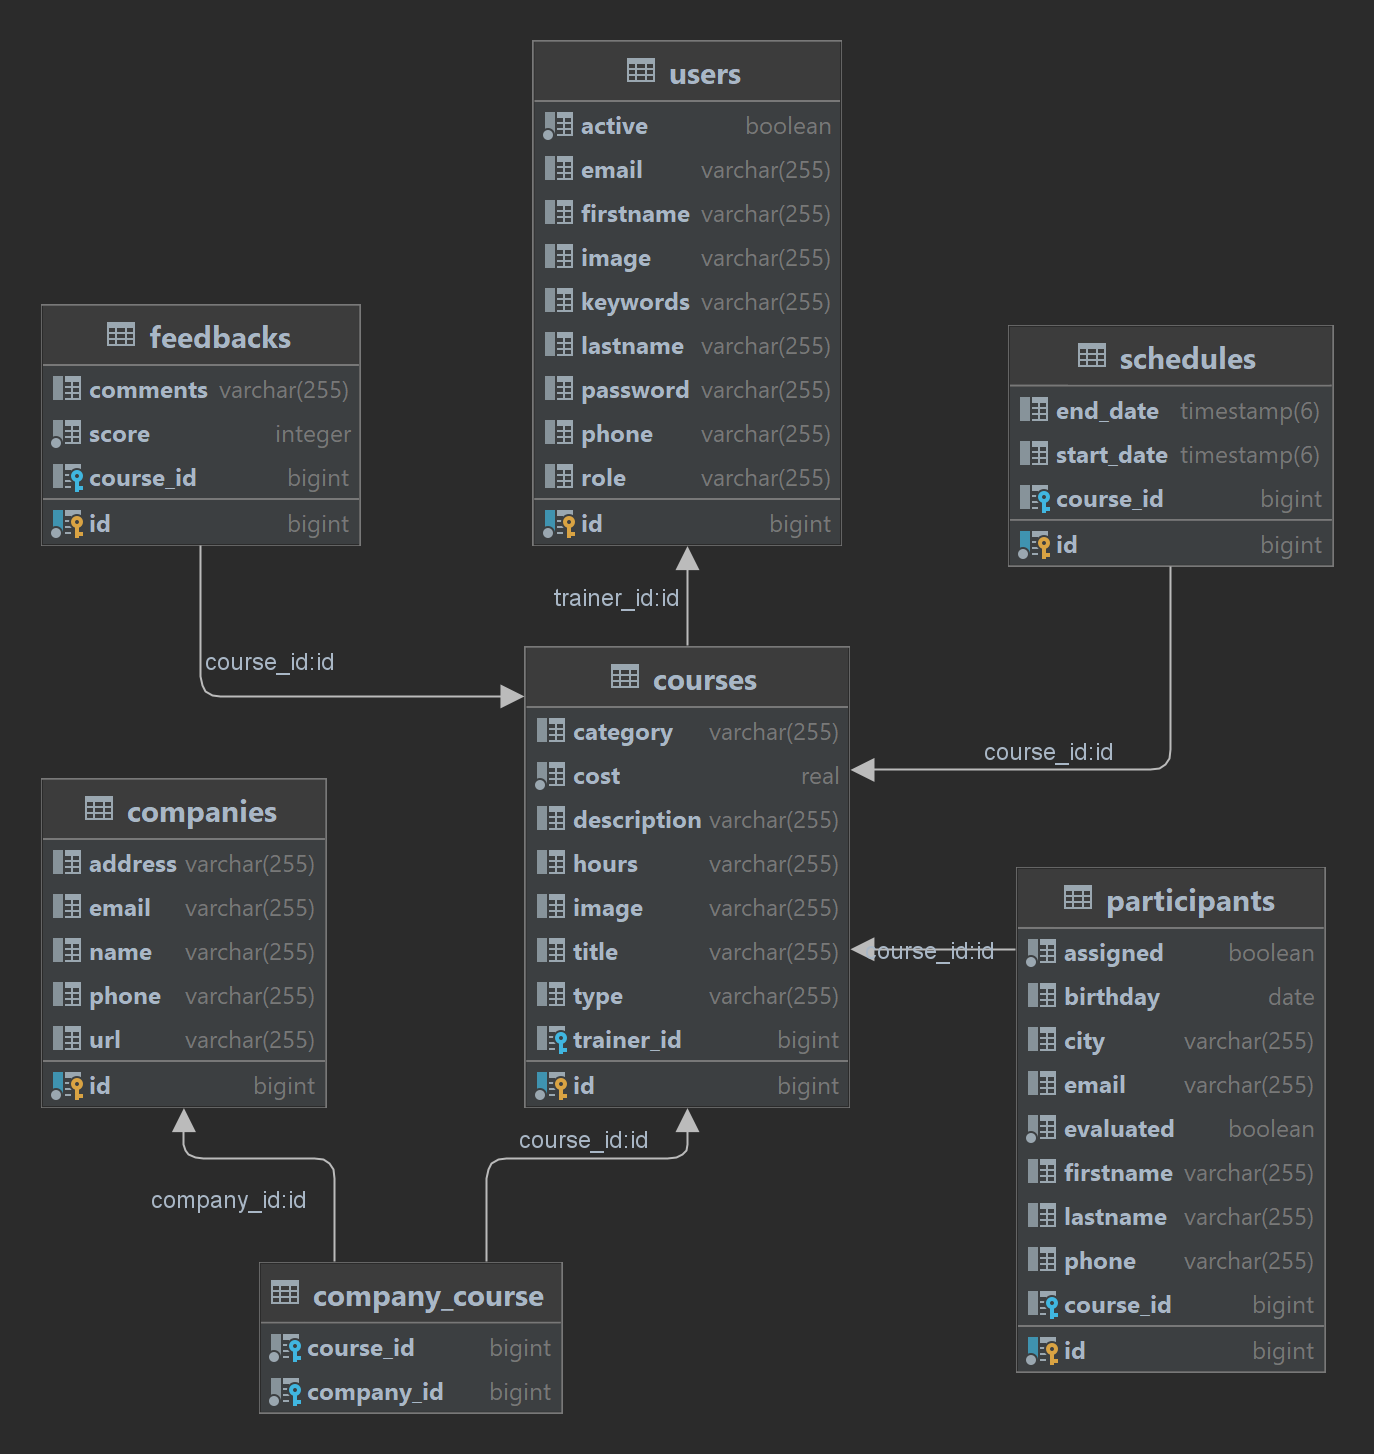 users
active boolean
email varchar(255)
firstname varchar(255)
image varchar(255)
keywords varchar(255)
lastname varchar(255)
password varchar(255)
phone varchar(255)
role varchar(255)
id bigint
feedbacks
comments varchar(255)
score integer
course_id bigint
id bigint
schedules
end_date timestamp(6)
start_date timestamp(6)
course_id bigint
id bigint
trainer_id:id
course_id:id
courses
category varchar(255)
cost real
description varchar(255)
hours varchar(255)
image varchar(255)
title varchar(255)
type varchar(255)
trainer_id bigint
id bigint
course_id:id
companies
address varchar(255)
email varchar(255)
name varchar(255)
phone varchar(255)
url varchar(255)
id bigint
course_id:id
participants
assigned boolean
birthday date
city varchar(255)
email varchar(255)
evaluated boolean
firstname varchar(255)
lastname varchar(255)
phone varchar(255)
course_id bigint
id bigint
course_id:id
company_id:id
company_course
course_id bigint
company_id bigint